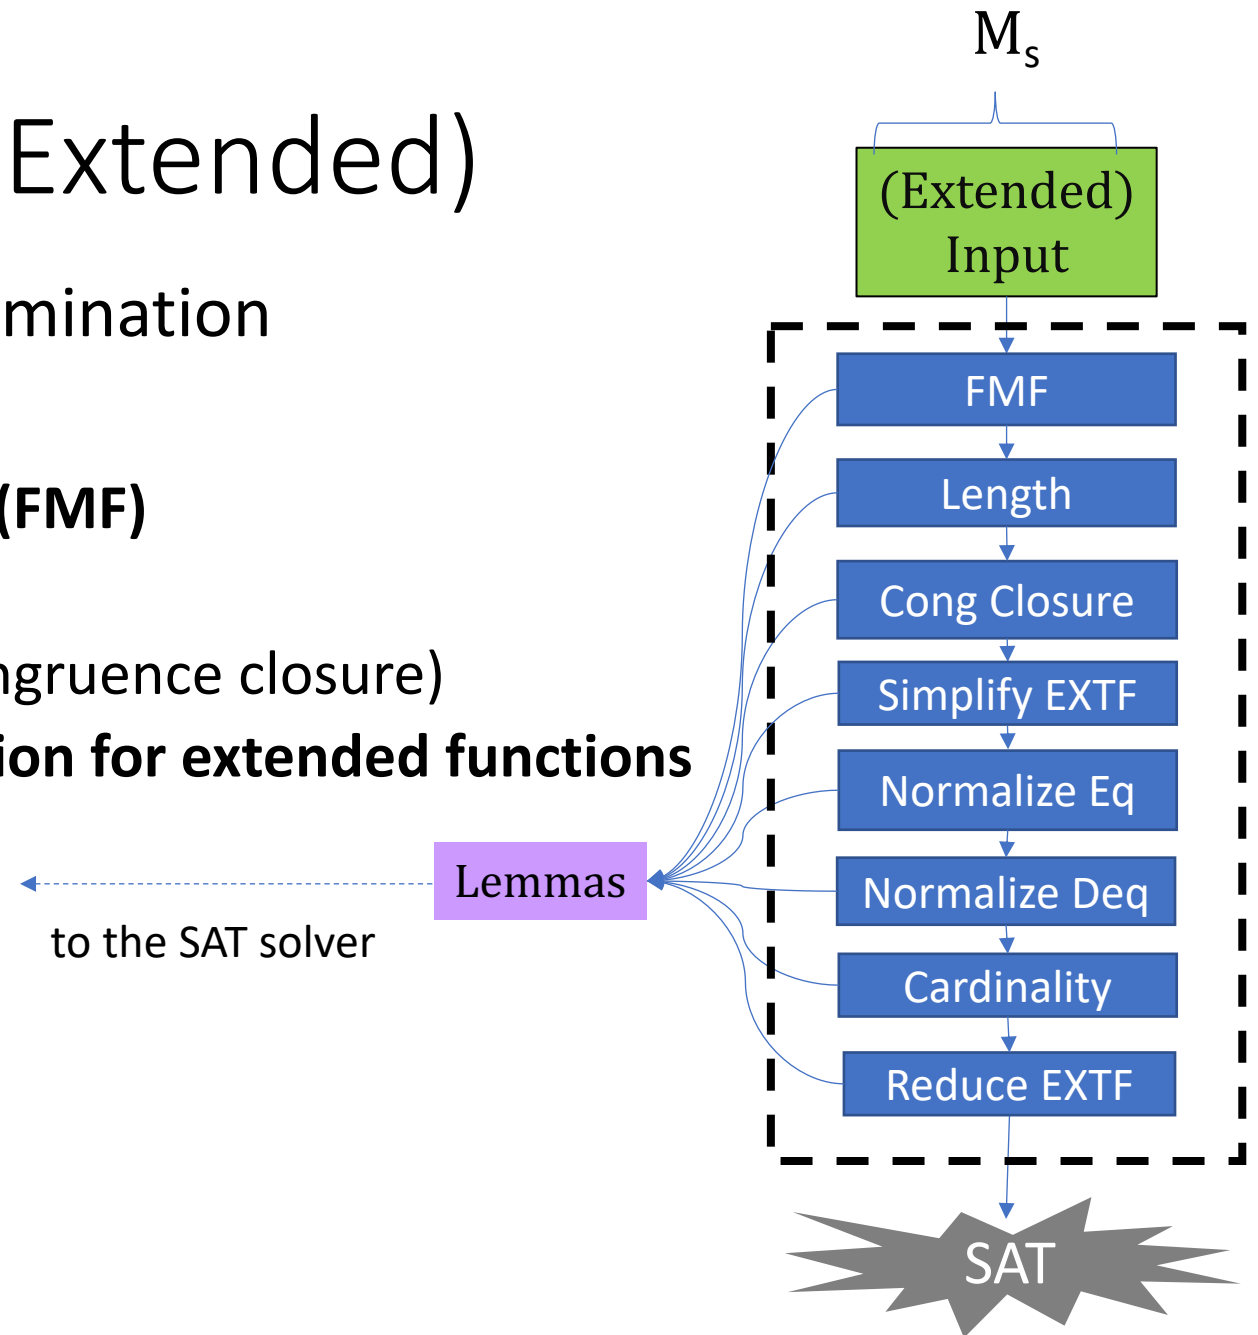 Extended)
mination
(FMF)
ngruence closure)
ion for extended functions
Lemmas
to the SAT solver
Mₛ
(Extended)
Input
FMF
Length
Cong Closure
Simplify EXTF
Normalize Eq
Normalize Deq
Cardinality
Reduce EXTF
SAT